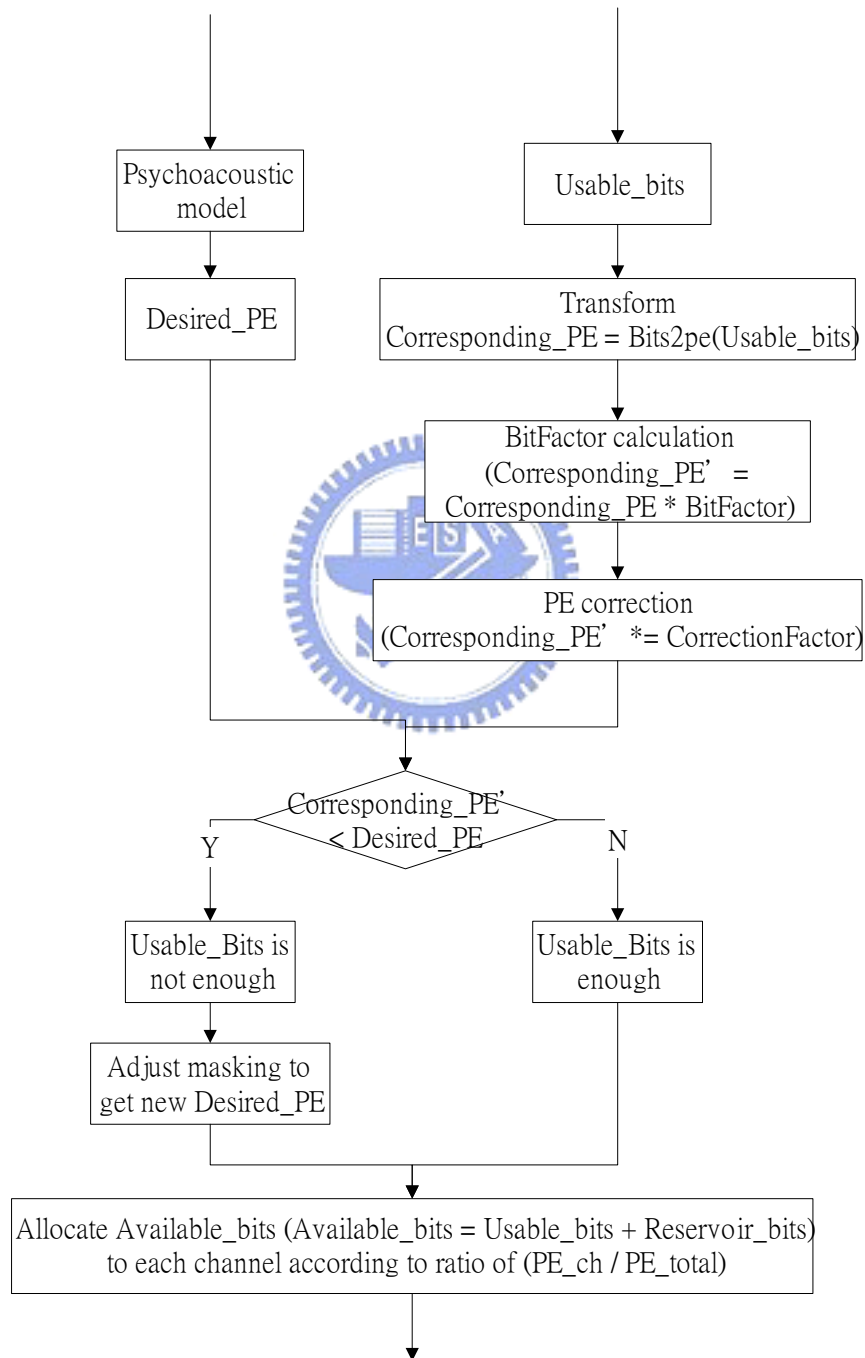 Psychoacoustic
model
Desired_PE
Usable_bits
Transform
Corresponding_PE = Bits2pe(Usable_bits)
BitFactor calculation
(Corresponding_PE’ =
Corresponding_PE * BitFactor)
PE correction
(Corresponding_PE’ *= CorrectionFactor)
ES
A
Corresponding_PE’
< Desired_PE
Y
N
Usable_Bits is
not enough
Usable_Bits is
enough
Adjust masking to
get new Desired_PE
Allocate Available_bits (Available_bits = Usable_bits + Reservoir_bits)
to each channel according to ratio of (PE_ch / PE_total)